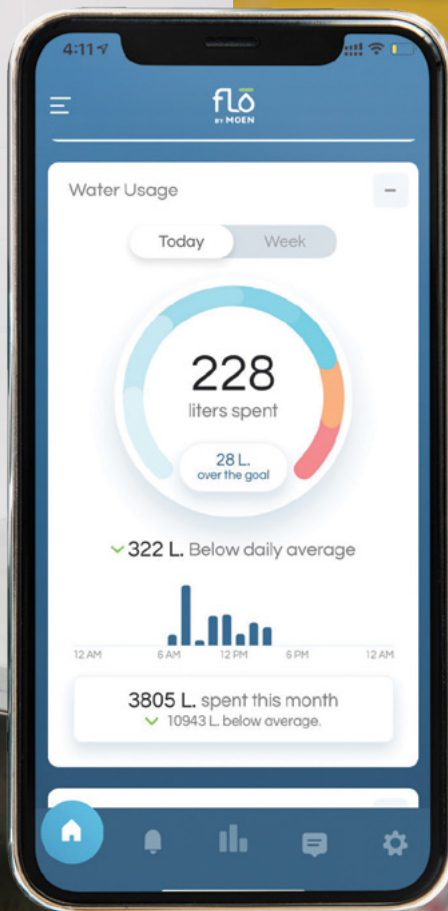 4:11
flō
BY MOEN
Water Usage
Today Week
228
liters spent
28 L.
over the goal
322 L. Below daily average
12 AM 6 AM 12 PM 6 PM 12 AM
3805 L. spent this month
10943 L. below average.